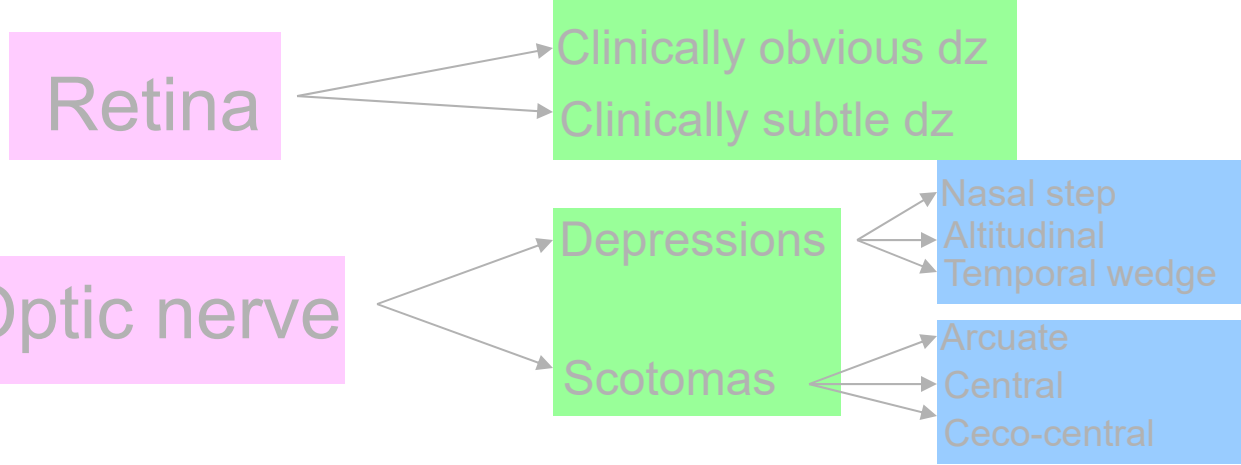 Retina
Clinically obvious dz
Clinically subtle dz
Optic nerve
Depressions
Nasal step
Altitudinal
Temporal wedge
Scotomas
Arcuate
Central
Ceco-central